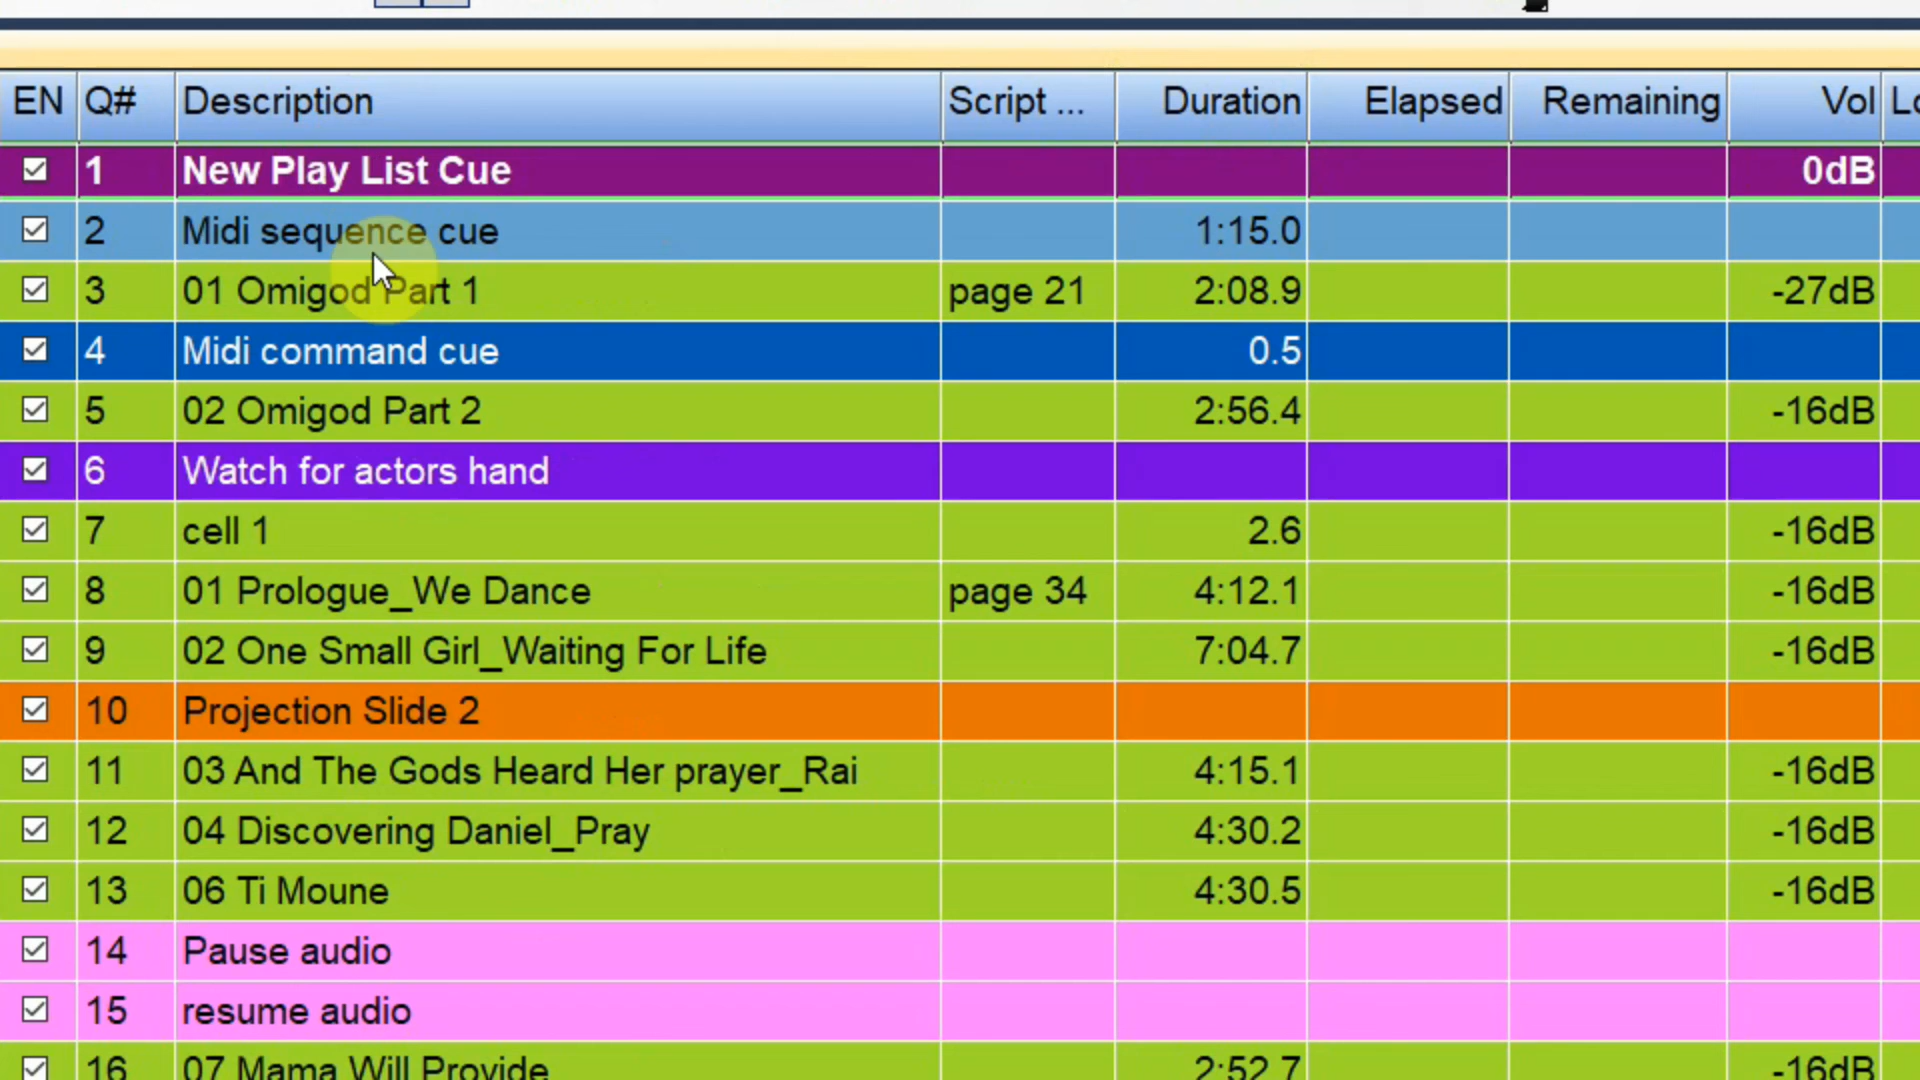 EN Q# Description Script ... Duration Elapsed Remaining Vol Lo
1 New Play List Cue 0dB
2 Midi sequence cue 1:15.0
3 01 Omigod Part 1 page 21 2:08.9 -27dB
4 Midi command cue 0.5
5 02 Omigod Part 2 2:56.4 -16dB
6 Watch for actors hand
7 cell 1 2.6 -16dB
8 01 Prologue_We Dance page 34 4:12.1 -16dB
9 02 One Small Girl_Waiting For Life 7:04.7 -16dB
10 Projection Slide 2
11 03 And The Gods Heard Her prayer_Rai 4:15.1 -16dB
12 04 Discovering Daniel_Pray 4:30.2 -16dB
13 06 Ti Moune 4:30.5 -16dB
14 Pause audio
15 resume audio
16 07 Mama Will Provide 2:52.7 -16dB